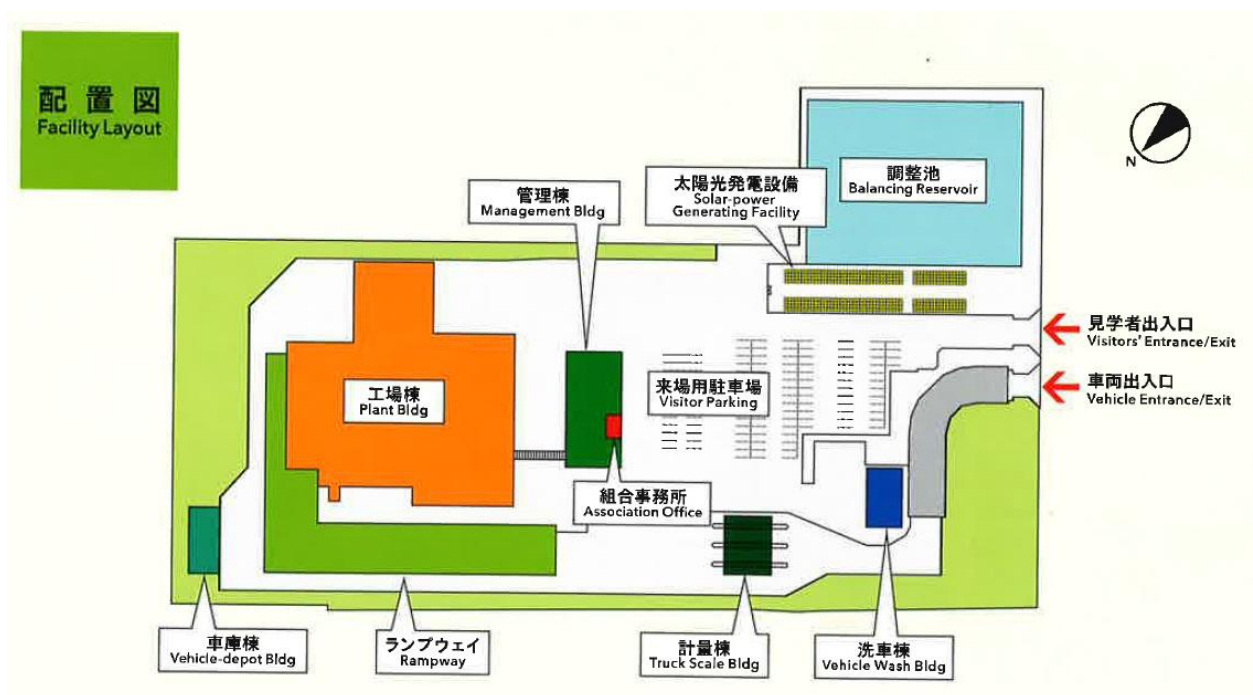 配置図
Facility Layout
管理棟
Management Bldg
太陽光発電設備
Solar-power
Generating Facility
調整池
Balancing Reservoir
N
見学者出入口
Visitors' Entrance/Exit
工場棟
Plant Bldg
来場用駐車場
Visitor Parking
車両出入口
Vehicle Entrance/Exit
組合事務所
Association Office
車庫棟
Vehicle-depot Bldg
ランプウェイ
Rampway
計量棟
Truck Scale Bldg
洗車棟
Vehicle Wash Bldg